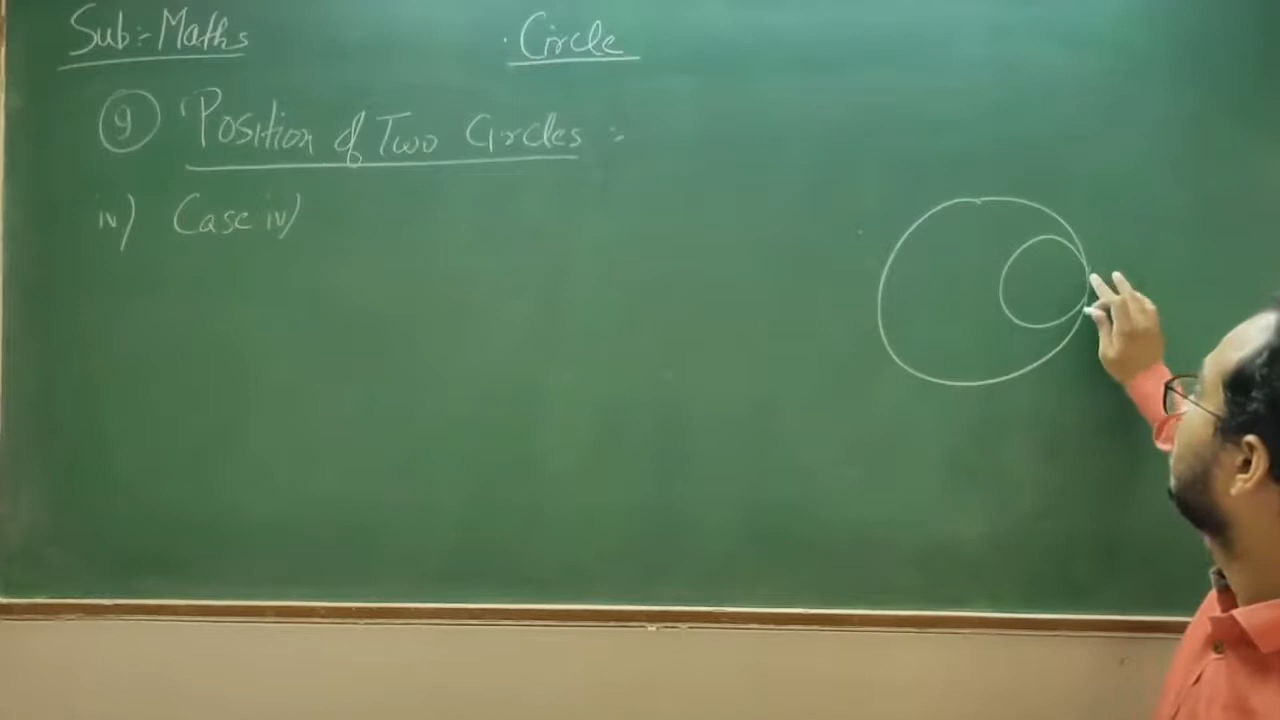 Sub:- Maths
Circle
9 Position of Two Circles :-
iv) Case iv)